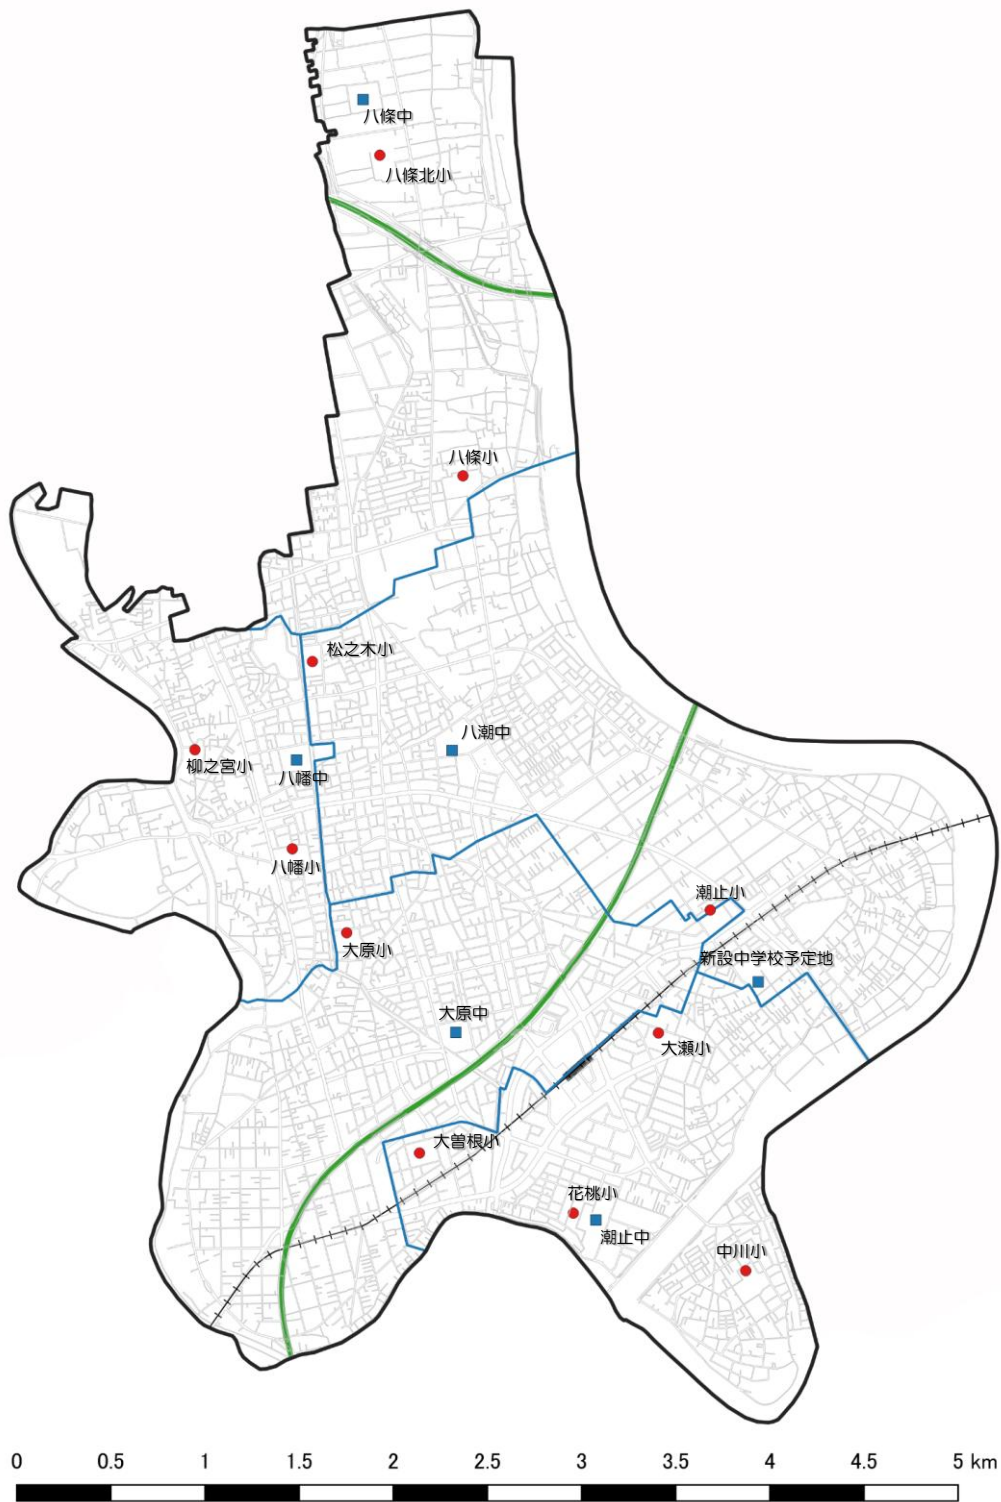 八條中
八條北小
八條小
松之木小
八潮中
柳之宮小
八幡中
八幡小
潮止小
大原小
新設中学校予定地
大原中
大瀬小
大曽根小
花桃小
潮止中
中川小
0 0.5 1 1.5 2 2.5 3 3.5 4 4.5 5 km